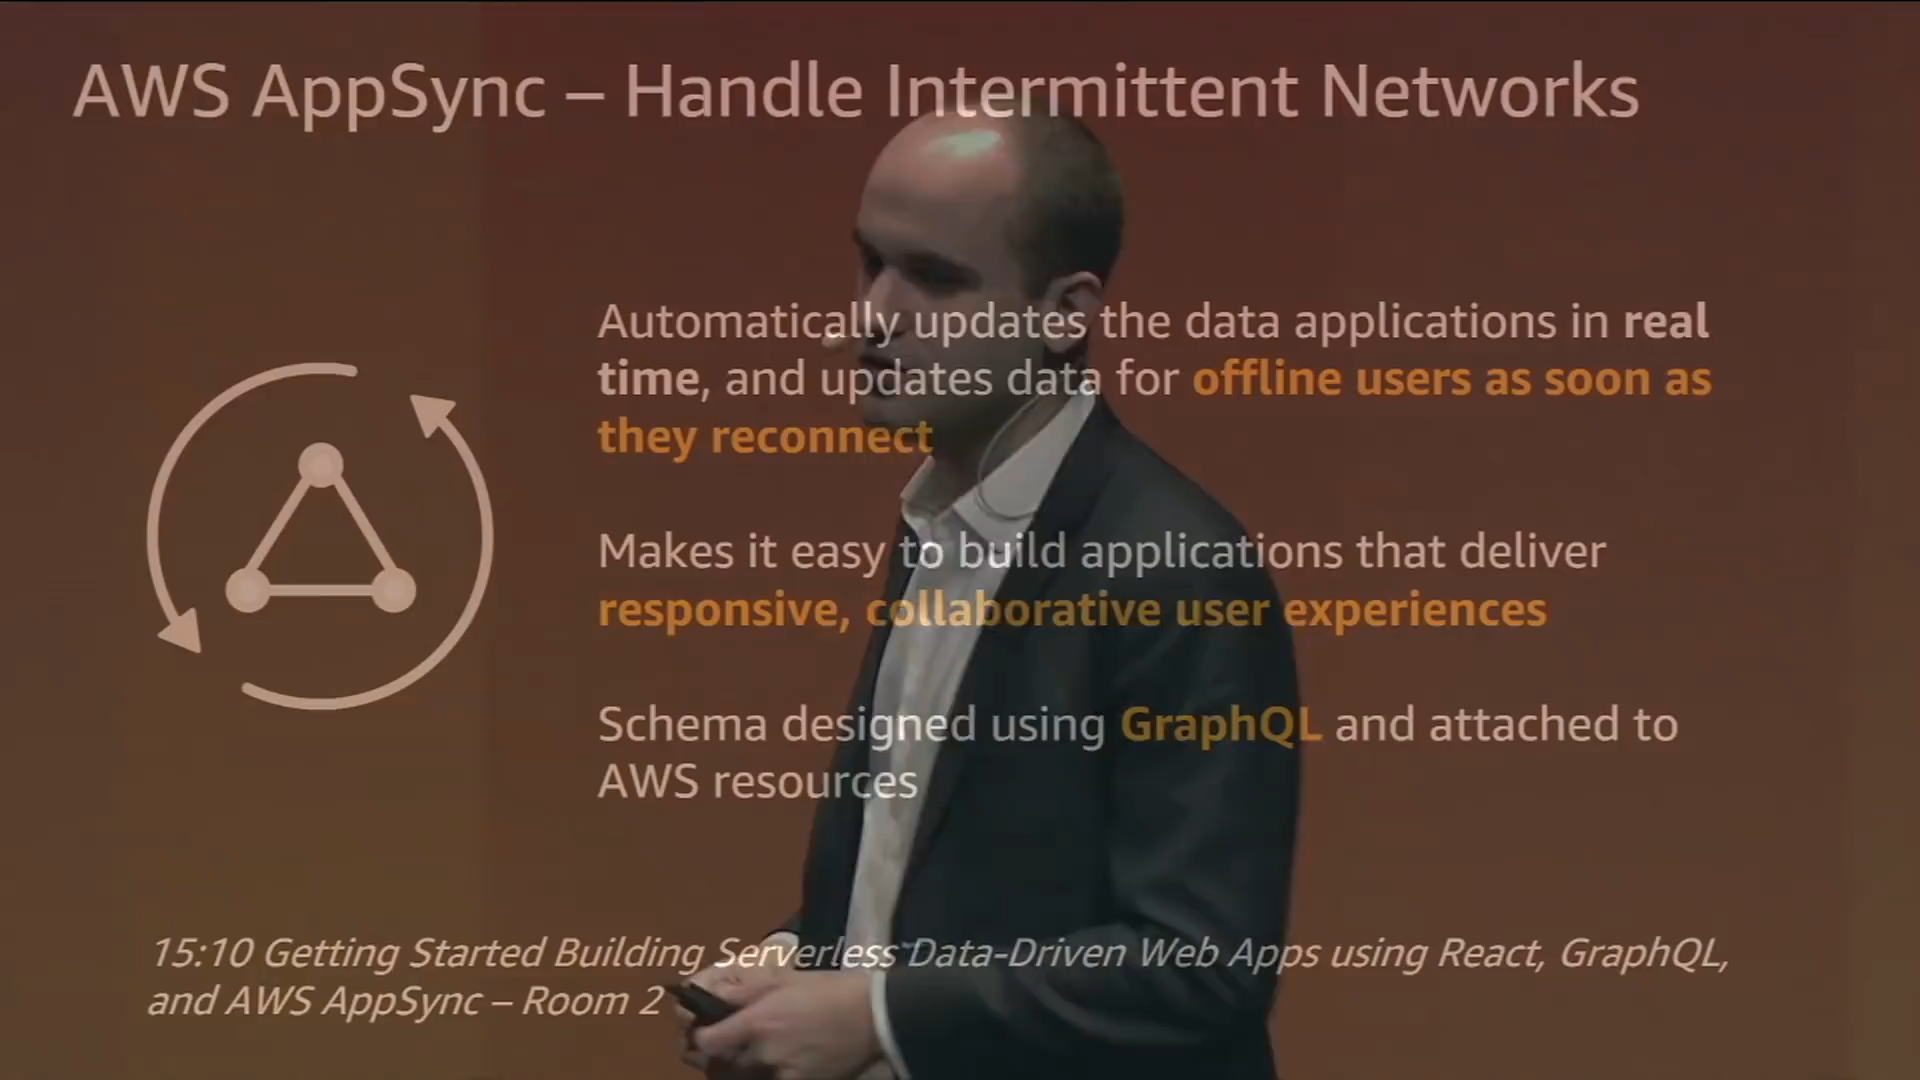 AWS AppSync – Handle Intermittent Networks
Automatically updates the data applications in real
time, and updates data for offline users as soon as
they reconnect
Makes it easy to build applications that deliver
responsive, collaborative user experiences
Schema designed using GraphQL and attached to
AWS resources
15:10 Getting Started Building Serverless Data-Driven Web Apps using React, GraphQL,
and AWS AppSync – Room 2